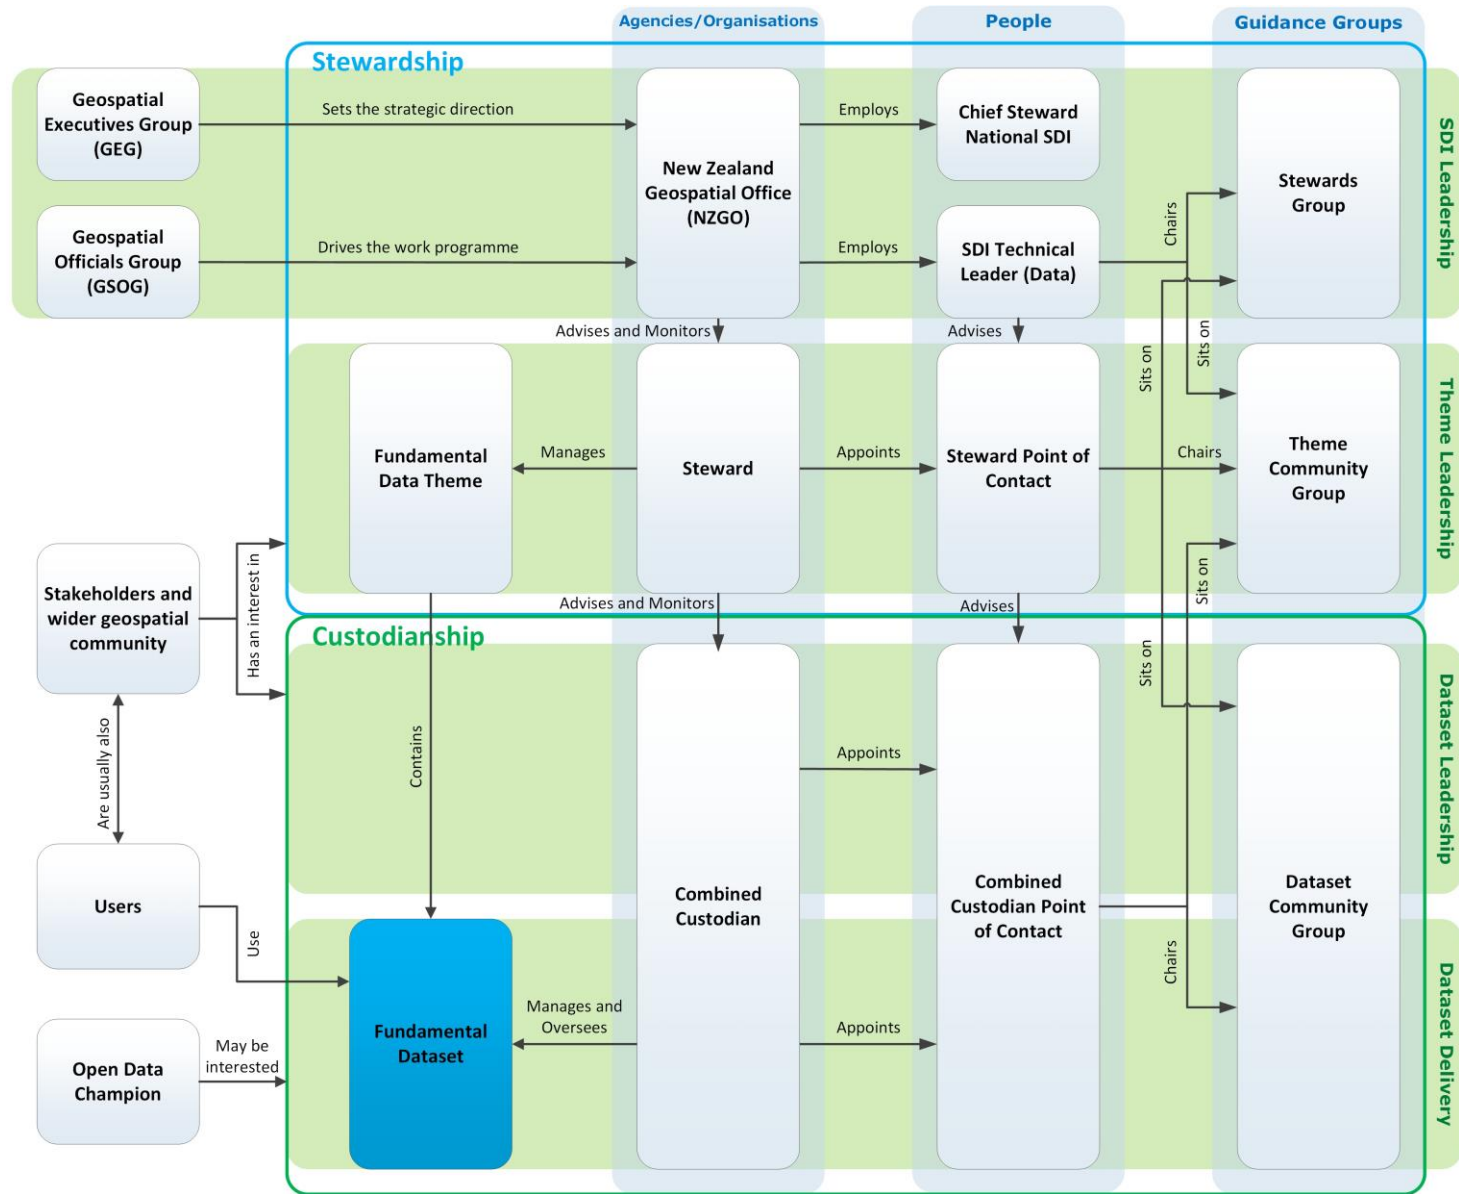 Agencies/Organisations
People
Guidance Groups
Stewardship
Geospatial
Executives Group
(GEG)
Sets the strategic direction
New Zealand
Geospatial Office
(NZGO)
Employs
Chief Steward
National SDI
Stewards
Group
SDI Leadership
Geospatial
Officials Group
(GSOG)
Drives the work programme
Employs
SDI Technical
Leader (Data)
Chairs
Sits on
Sits on
Advises and Monitors
Advises
Fundamental
Data Theme
Manages
Steward
Appoints
Steward Point of
Contact
Chairs
Theme
Community
Group
Theme Leadership
Stakeholders and
wider geospatial
community
Has an interest in
Advises and Monitors
Advises
Sits on
Sits on
Custodianship
Are usually also
Contains
Appoints
Dataset Leadership
Users
Use
Combined
Custodian
Combined
Custodian Point
of Contact
Dataset
Community
Group
Chairs
Fundamental
Dataset
Manages and
Oversees
Appoints
Dataset Delivery
Open Data
Champion
May be
interested